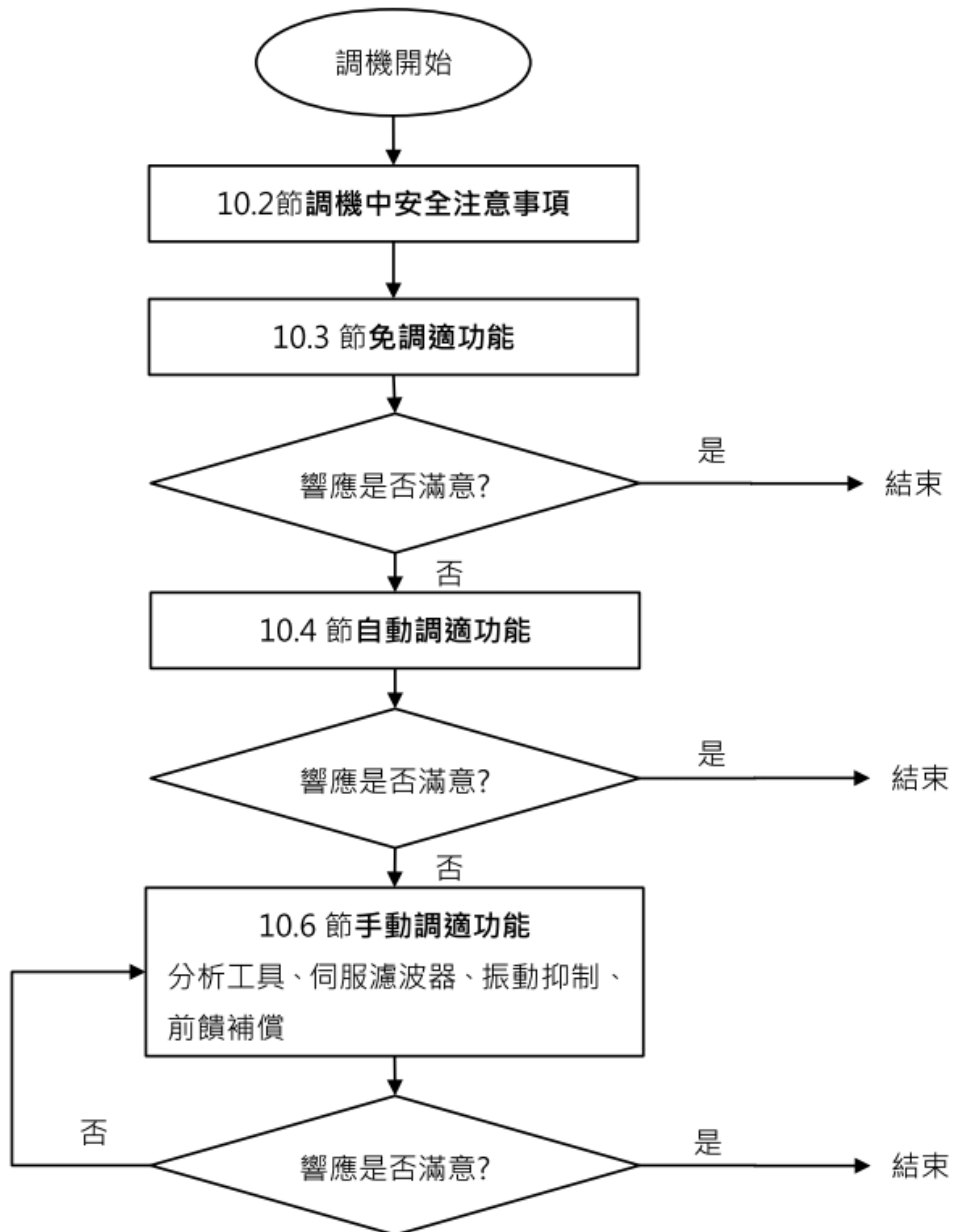 調機開始
10.2節調機中安全注意事項
10.3 節免調適功能
響應是否滿意?
是
結束
否
10.4 節自動調適功能
響應是否滿意?
是
結束
否
10.6 節手動調適功能
分析工具、伺服濾波器、振動抑制、
前饋補償
否
響應是否滿意?
是
結束